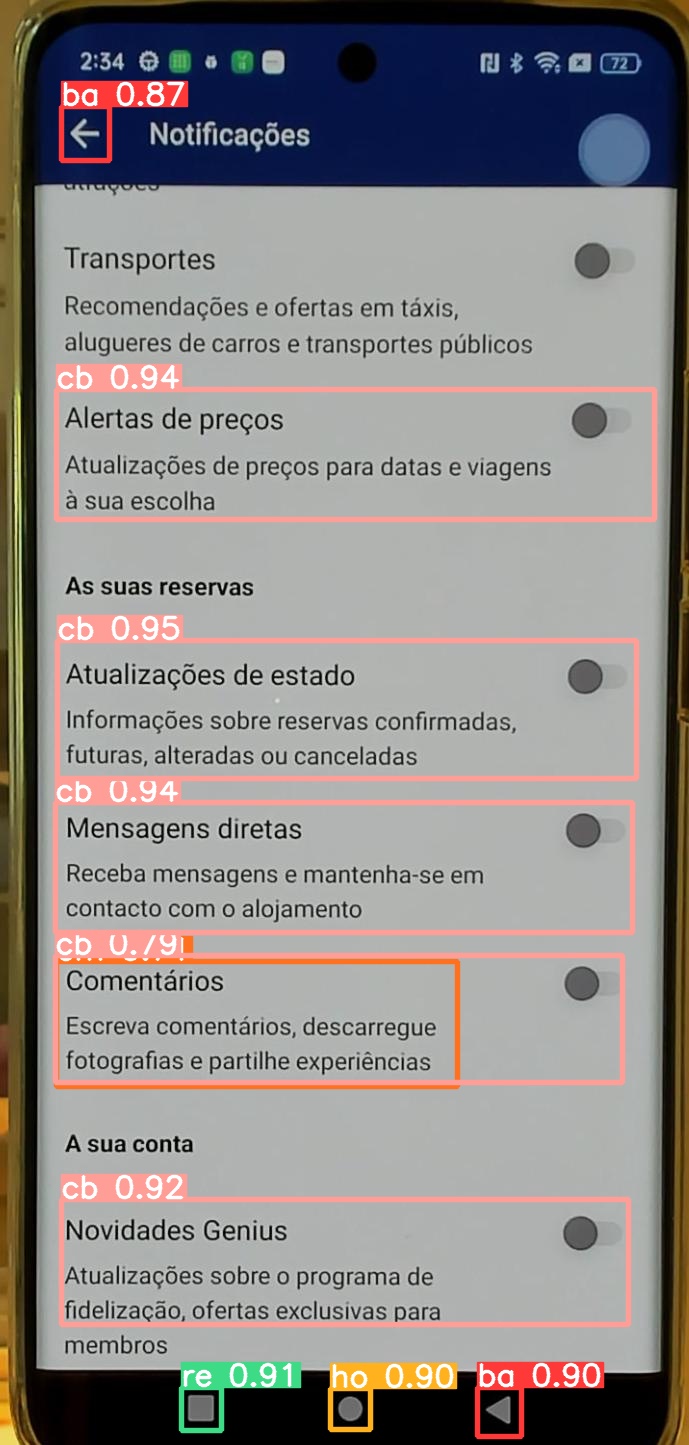 2:34
72
ba 0.87
Notificações
Transportes
Recomendações e ofertas em táxis,
alugueres de carros e transportes públicos
cb 0.94
Alertas de preços
Atualizações de preços para datas e viagens
à sua escolha
As suas reservas
cb 0.95
Atualizações de estado
Informações sobre reservas confirmadas,
futuras, alteradas ou canceladas
cb 0.94
Mensagens diretas
Receba mensagens e mantenha-se em
contacto com o alojamento
cb 0.79
Comentários
Escreva comentários, descarregue
fotografias e partilhe experiências
A sua conta
cb 0.92
Novidades Genius
Atualizações sobre o programa de
fidelização, ofertas exclusivas para
membros
re 0.91
ho 0.90
ba 0.90